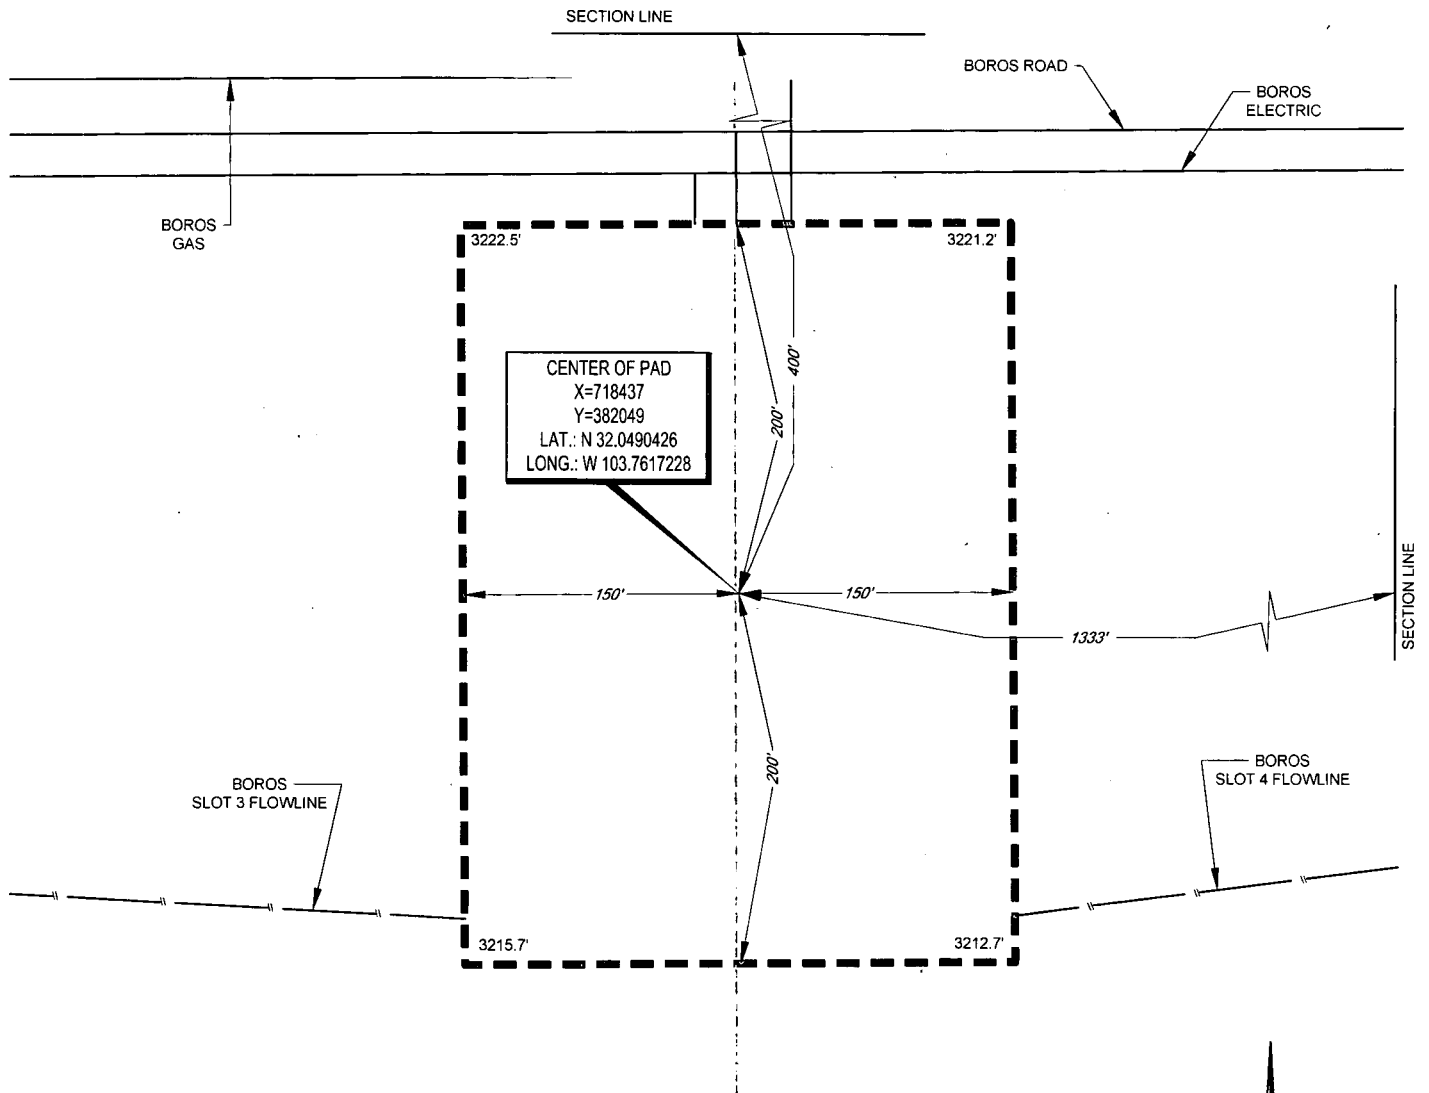 SECTION LINE
BOROS ROAD
BOROS
ELECTRIC
BOROS
GAS
3222.5'
3221.2'
CENTER OF PAD
X=718437
Y=382049
LAT.: N 32.0490426
LONG.: W 103.7617228
400'
200'
150'
150'
1333'
SECTION LINE
200'
BOROS
SLOT 3 FLOWLINE
BOROS
SLOT 4 FLOWLINE
3215.7'
3212.7'